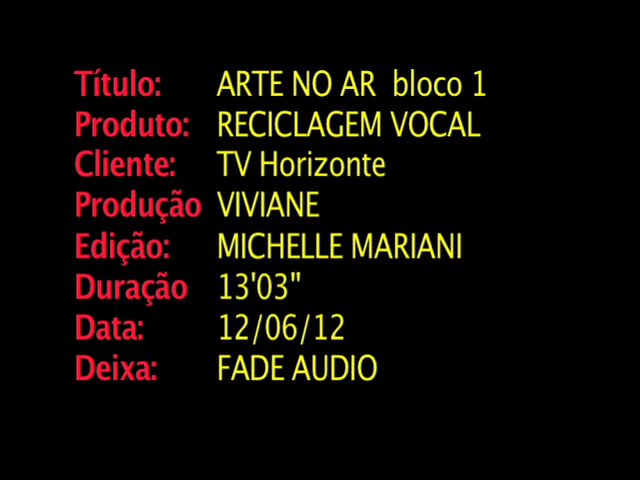 Título: ARTE NO AR bloco 1
Produto: RECICLAGEM VOCAL
Cliente: TV Horizonte
Produção VIVIANE
Edição: MICHELLE MARIANI
Duração 13'03"
Data: 12/06/12
Deixa: FADE AUDIO